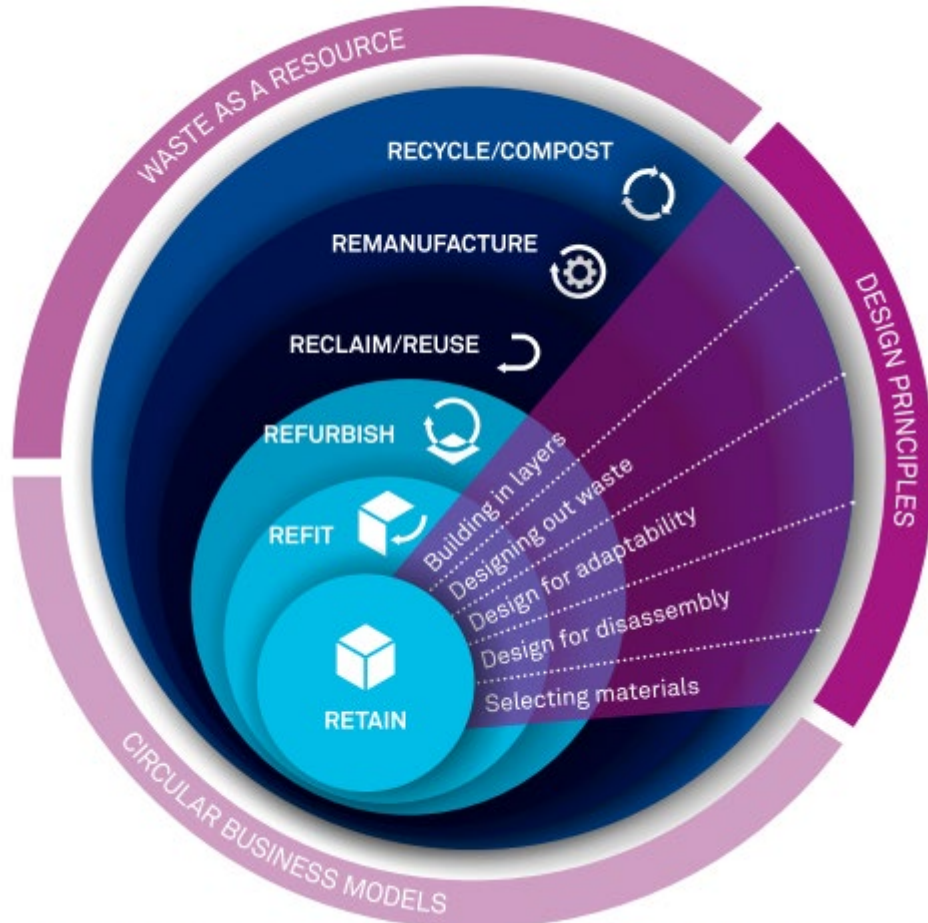 WASTE AS A RESOURCE
RECYCLE/COMPOST
REMANUFACTURE
RECLAIM/REUSE
REFURBISH
REFIT
RETAIN
Building in layers
Designing out waste
Design for adaptability
Design for disassembly
Selecting materials
DESIGN PRINCIPLES
CIRCULAR BUSINESS MODELS